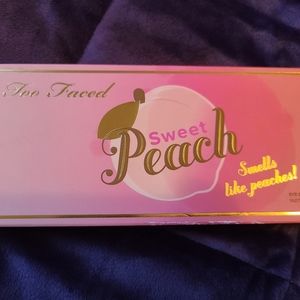 Too Faced
Sweet
Peach
Smells
like peaches!